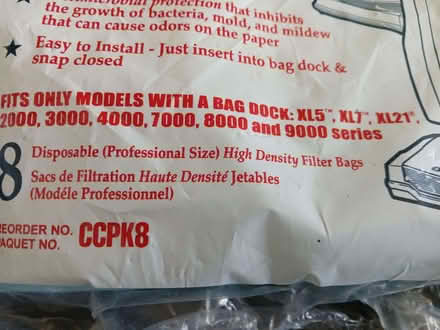 protection that inhibits
the growth of bacteria, mold, and mildew
that can cause odors on the paper
★ Easy to Install - Just insert into bag dock &
snap closed
FITS ONLY MODELS WITH A BAG DOCK: XL5™, XL7™, XL21™,
2000, 3000, 4000, 7000, 8000 and 9000 series
8 Disposable (Professional Size) High Density Filter Bags
Sacs de Filtration Haute Densité Jetables
(Modéle Professionnel)
REORDER NO.
PAQUET NO. CCPK8